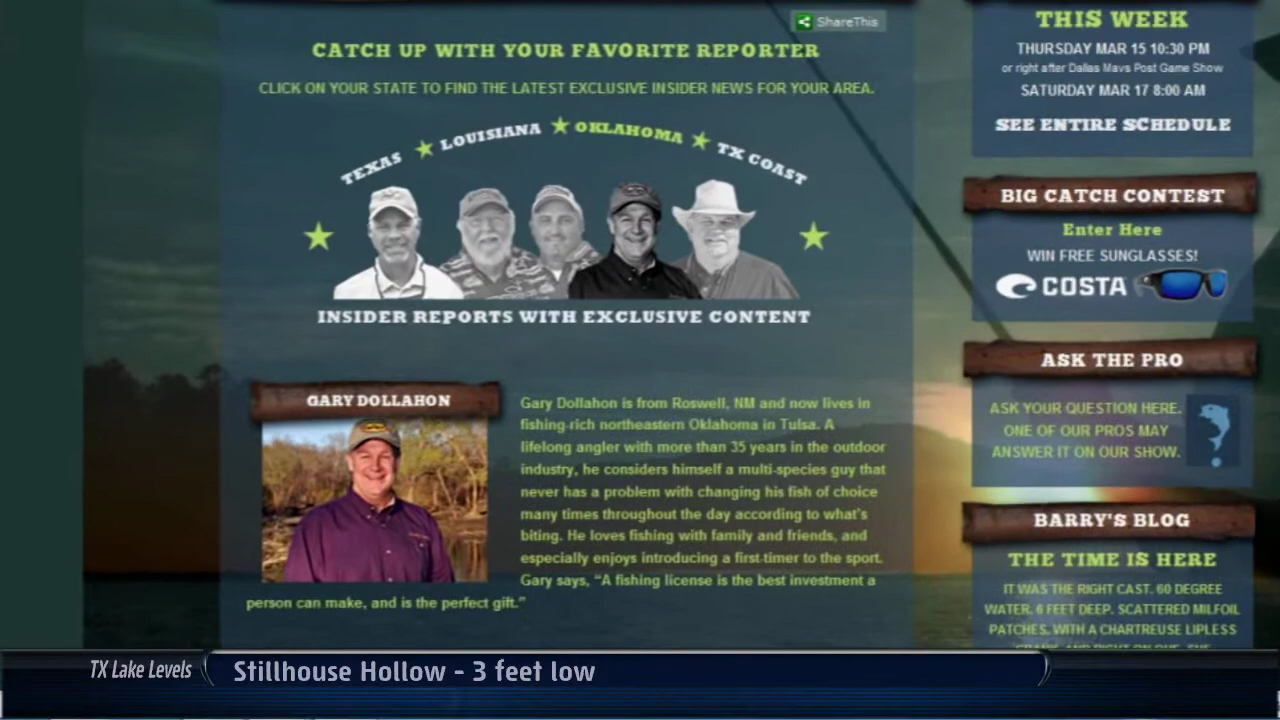 ShareThis
CATCH UP WITH YOUR FAVORITE REPORTER
CLICK ON YOUR STATE TO FIND THE LATEST EXCLUSIVE INSIDER NEWS FOR YOUR AREA.
TEXAS ★ LOUISIANA ★ OKLAHOMA ★ TX COAST
INSIDER REPORTS WITH EXCLUSIVE CONTENT
GARY DOLLAHON
Gary Dollahon is from Roswell, NM and now lives in
fishing-rich northeastern Oklahoma in Tulsa. A
lifelong angler with more than 35 years in the outdoor
industry, he considers himself a multi-species guy that
never has a problem with changing his fish of choice
many times throughout the day according to what's
biting. He loves fishing with family and friends, and
especially enjoys introducing a first-timer to the sport.
Gary says, “A fishing license is the best investment a
person can make, and is the perfect gift.”
THIS WEEK
THURSDAY MAR 15 10:30 PM
or right after Dallas Mavs Post Game Show
SATURDAY MAR 17 8:00 AM
SEE ENTIRE SCHEDULE
BIG CATCH CONTEST
Enter Here
WIN FREE SUNGLASSES!
COSTA
ASK THE PRO
ASK YOUR QUESTION HERE.
ONE OF OUR PROS MAY
ANSWER IT ON OUR SHOW.
BARRY'S BLOG
THE TIME IS HERE
IT WAS THE RIGHT CAST. 60 DEGREE
WATER. 6 FEET DEEP. SCATTERED MILFOIL
PATCHES. WITH A CHARTREUSE LIPLESS
TX Lake Levels
Stillhouse Hollow - 3 feet low